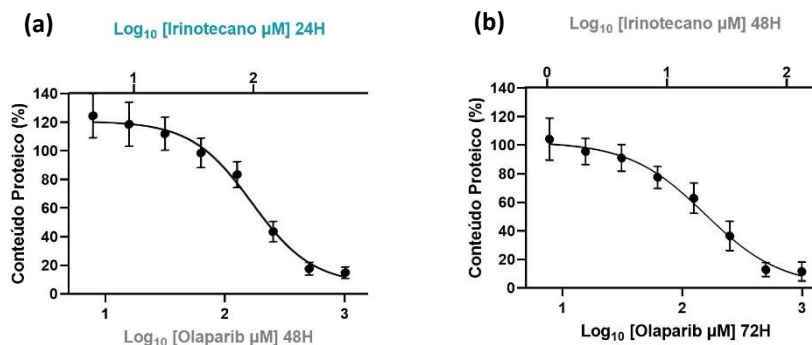 (a)
Log10 [Irinotecano µM] 24H
1 2
Conteúdo Proteico (%)
140
120
100
80
60
40
20
0
1 2 3
Log10 [Olaparib µM] 48H
(b)
Log10 [Irinotecano µM] 48H
0 1 2
Conteúdo Proteico (%)
140
120
100
80
60
40
20
0
1 2 3
Log10 [Olaparib µM] 72H